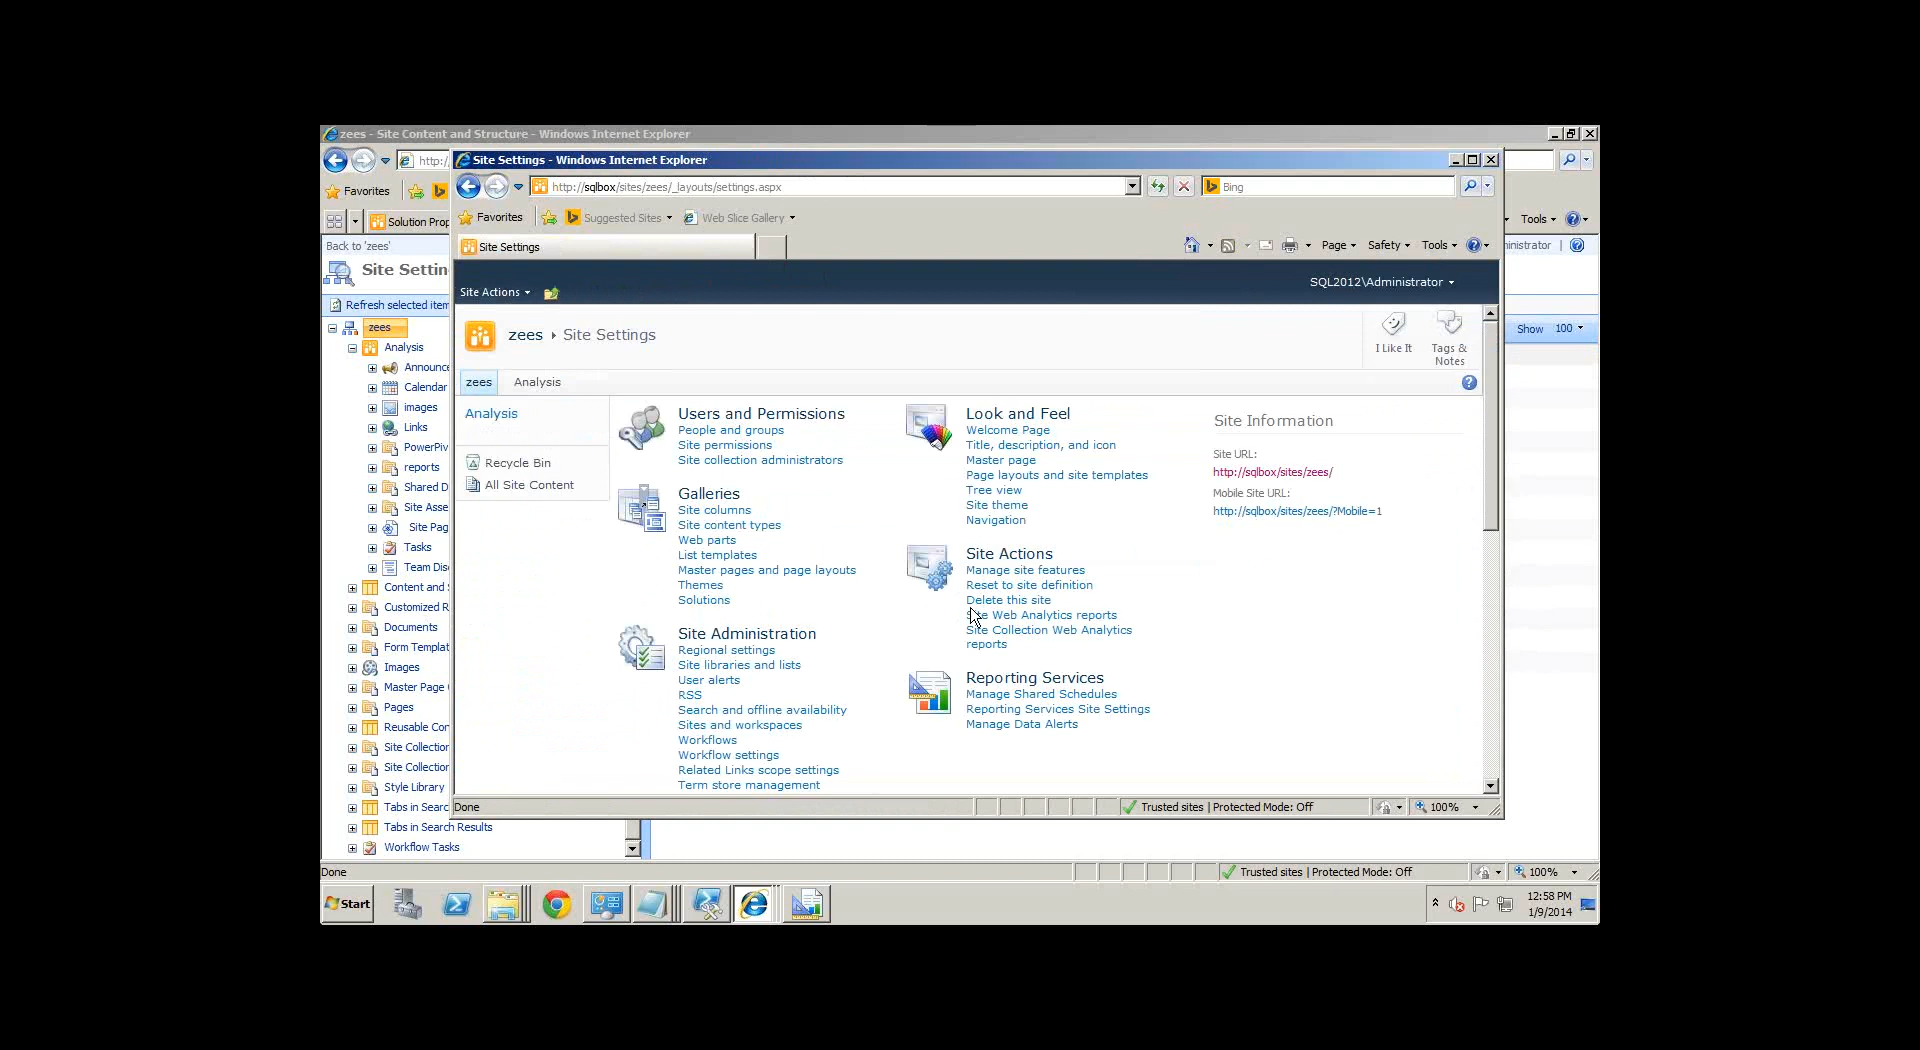 zees - Site Content and Structure - Windows Internet Explorer
http:/
Favorites
Solution Prop
Tools
Back to 'zees'
inistrator
Site Settin
Refresh selected item
Show 100
zees
Analysis
Announce
Calendar
images
Links
PowerPiv
reports
Shared D
Site Asse
Site Pag
Tasks
Team Dis
Content and S
Customized R
Documents
Form Templat
Images
Master Page
Pages
Reusable Con
Site Collection
Site Collection
Style Library
Tabs in Searc
Tabs in Search Results
Workflow Tasks
Done
Trusted sites | Protected Mode: Off
100%
Site Settings - Windows Internet Explorer
http://sqlbox/sites/zees/_layouts/settings.aspx
Bing
Favorites
Suggested Sites
Web Slice Gallery
Site Settings
Page
Safety
Tools
Site Actions
SQL2012\Administrator
zees
Site Settings
I Like It
Tags &
Notes
zees
Analysis
Analysis
Recycle Bin
All Site Content
Users and Permissions
People and groups
Site permissions
Site collection administrators
Galleries
Site columns
Site content types
Web parts
List templates
Master pages and page layouts
Themes
Solutions
Site Administration
Regional settings
Site libraries and lists
User alerts
RSS
Search and offline availability
Sites and workspaces
Workflows
Workflow settings
Related Links scope settings
Term store management
Look and Feel
Welcome Page
Title, description, and icon
Master page
Page layouts and site templates
Tree view
Site theme
Navigation
Site Actions
Manage site features
Reset to site definition
Delete this site
Site Web Analytics reports
Site Collection Web Analytics
reports
Reporting Services
Manage Shared Schedules
Reporting Services Site Settings
Manage Data Alerts
Site Information
Site URL:
http://sqlbox/sites/zees/
Mobile Site URL:
http://sqlbox/sites/zees/?Mobile=1
Done
Trusted sites | Protected Mode: Off
100%
Start
12:58 PM
1/9/2014